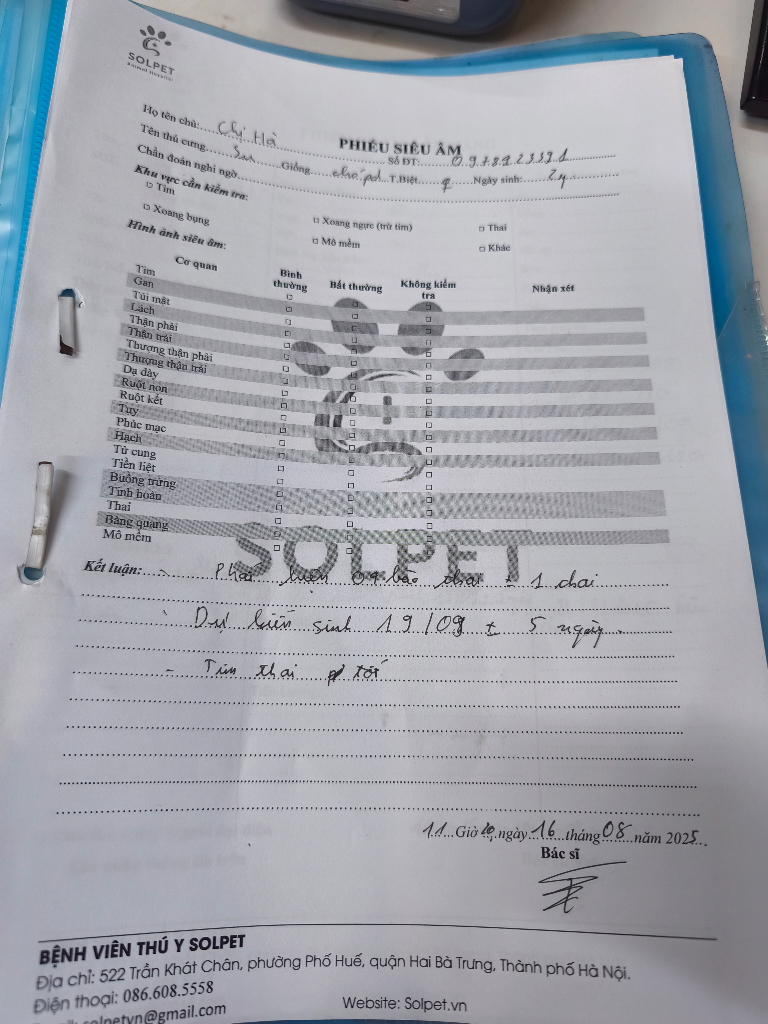 SOLPET
Animal Hospital
PHIẾU SIÊU ÂM
Họ tên chủ: Chị Hà Số ĐT:
Tên thú cưng: Su Giống T.Biệt ♀ Ngày sinh: 2y
Chẩn đoán nghi ngờ
Khu vực cần kiểm tra:
□ Tim □ Xoang ngực (trừ tim) □ Thai
□ Xoang bụng □ Mô mềm □ Khác
Hình ảnh siêu âm:
Cơ quan Bình thường Bất thường Không kiểm tra Nhận xét
Tim
Gan
Túi mật
Lách
Thận phải
Thận trái
Thượng thận phải
Thượng thận trái
Dạ dày
Ruột non
Ruột kết
Tụy
Phúc mạc
Hạch
Tử cung
Tiền liệt
Buồng trứng
Tinh hoàn
Thai
Bàng quang
Mô mềm
SOLPET
Kết luận: - Phát hiện 04 bào thai ± 1 thai
- Dự kiến sinh 19/09 ± 5 ngày.
- Tim thai tốt
11 Giờ 20 ngày 16 tháng 08 năm 2025
Bác sĩ
BỆNH VIỆN THÚ Y SOLPET
Địa chỉ: 522 Trần Khát Chân, phường Phố Huế, quận Hai Bà Trưng, Thành phố Hà Nội.
Điện thoại: 086.608.5558
Email: solpetvn@gmail.com Website: Solpet.vn